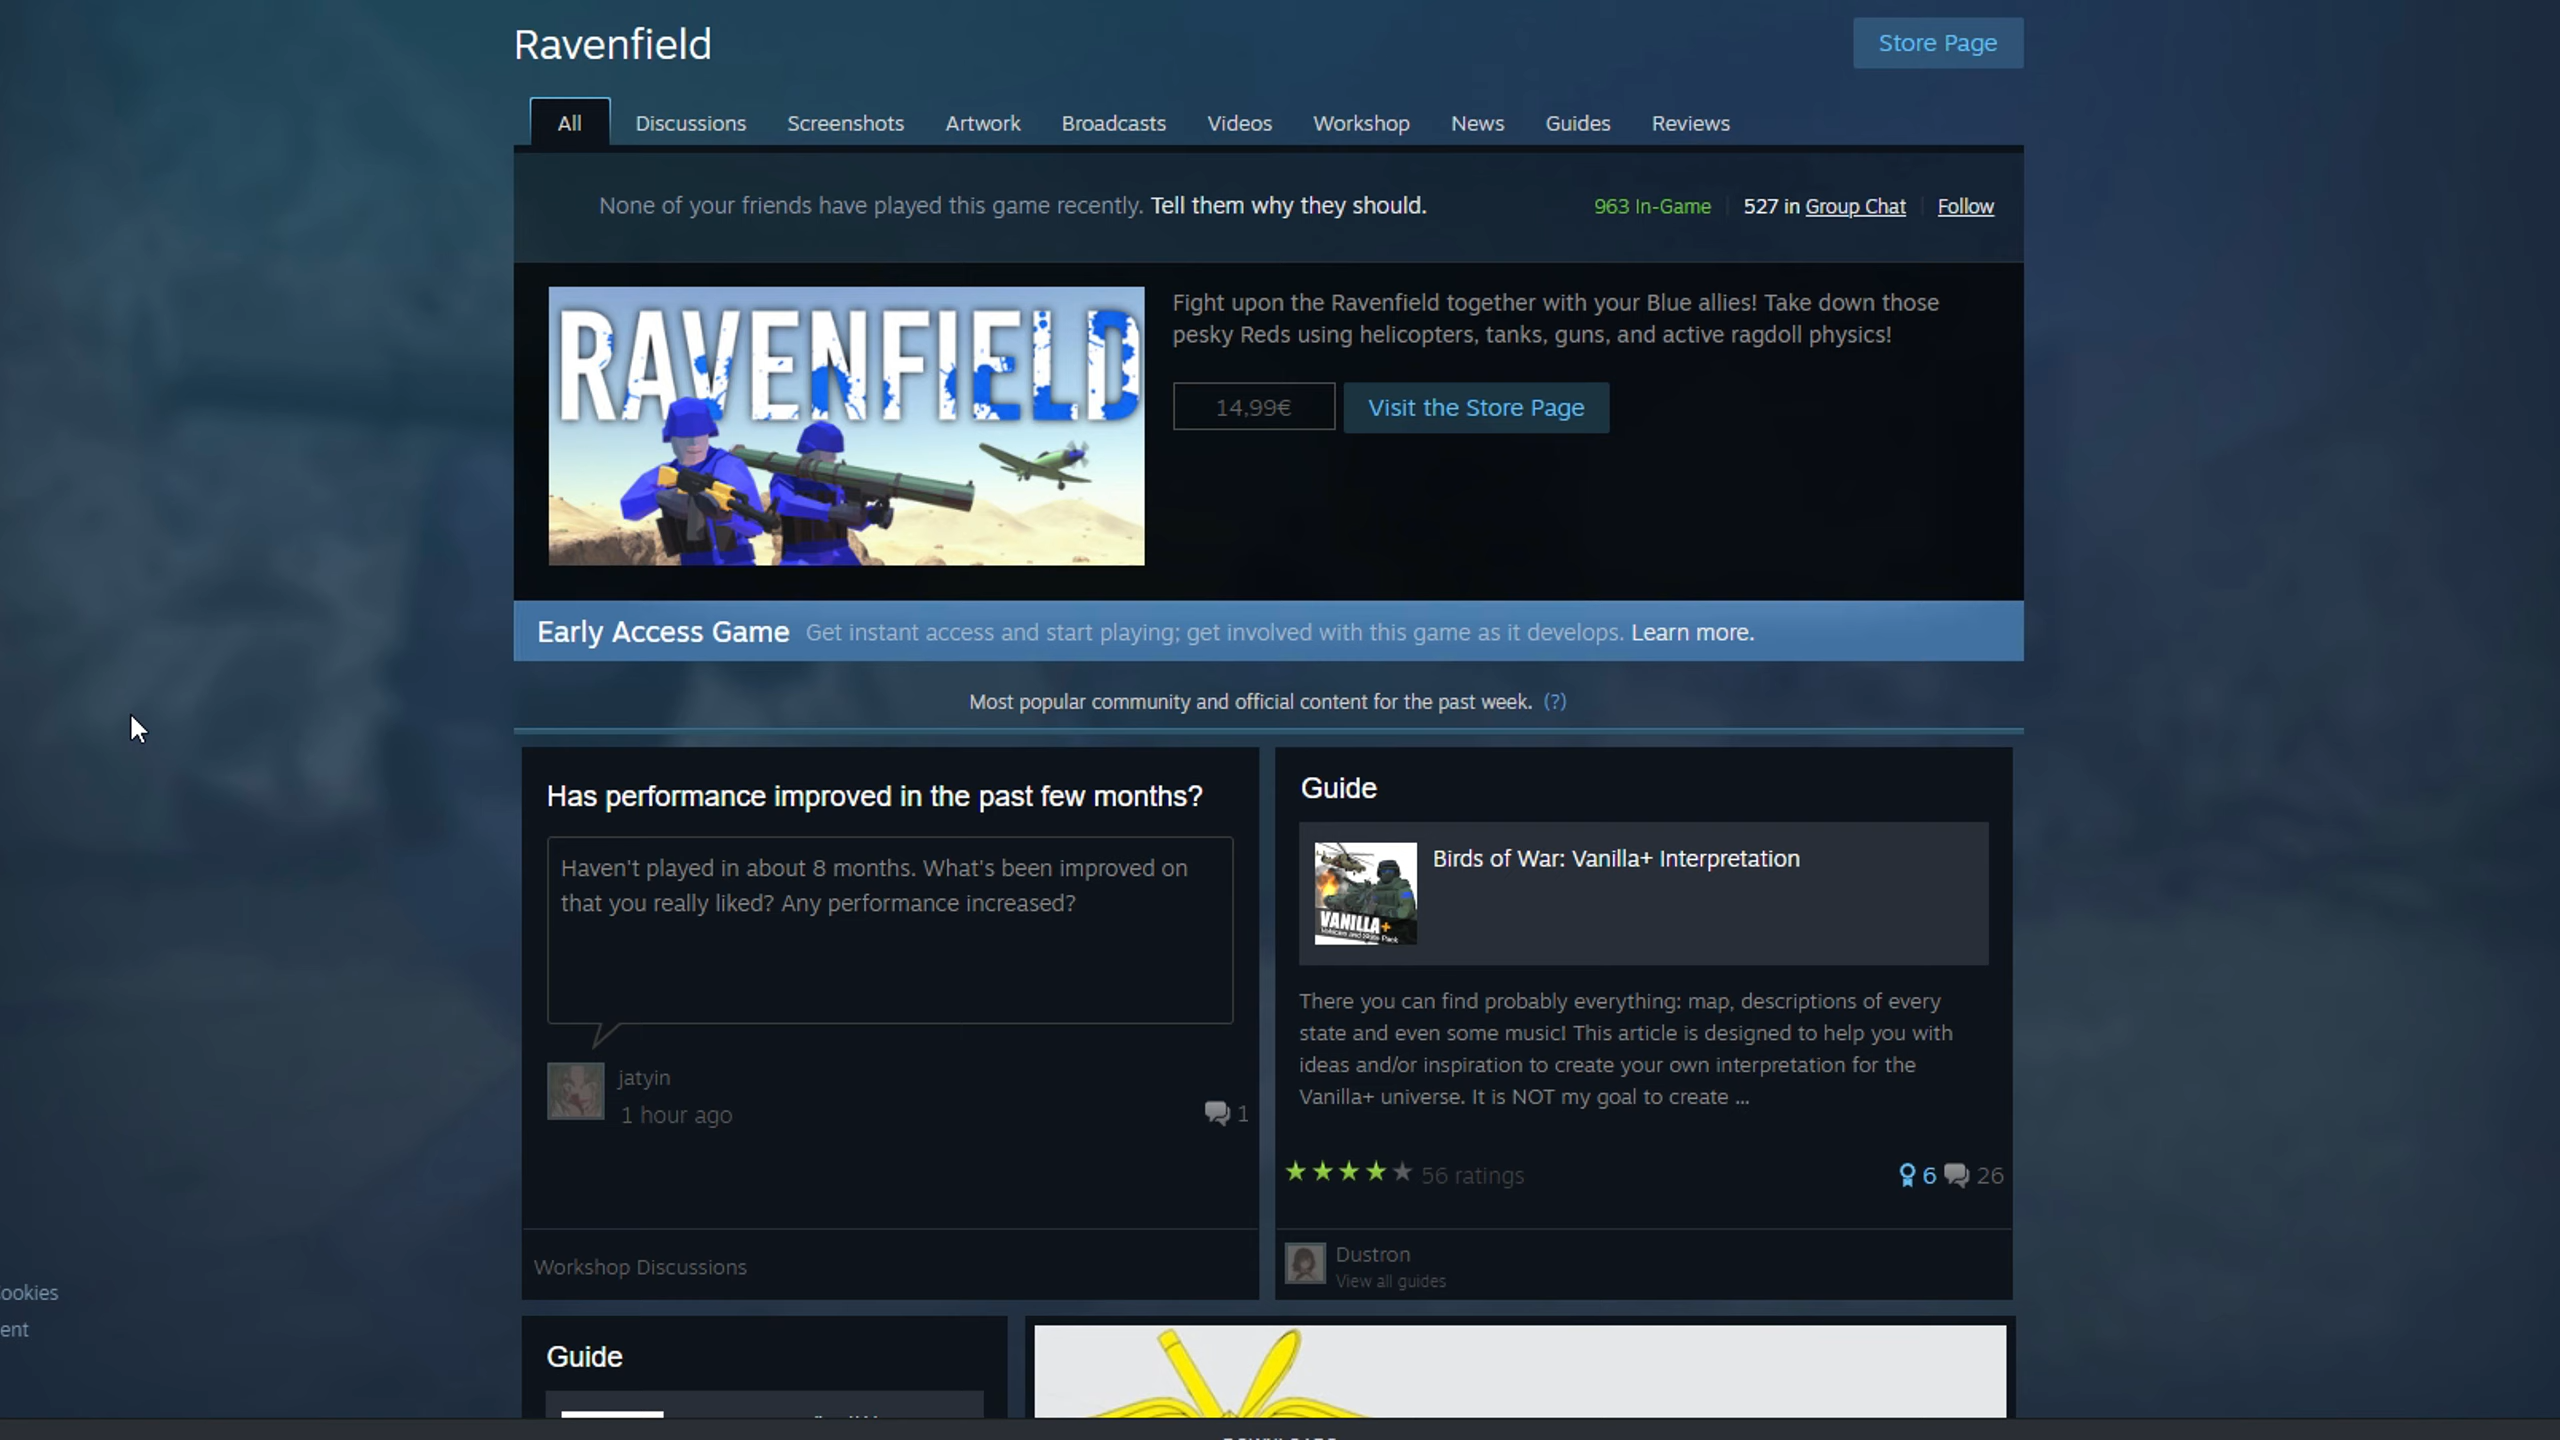 Ravenfield
Store Page
All Discussions Screenshots Artwork Broadcasts Videos Workshop News Guides Reviews
None of your friends have played this game recently. Tell them why they should.
963 In-Game 527 in Group Chat Follow
RAVENFIELD
Fight upon the Ravenfield together with your Blue allies! Take down those
pesky Reds using helicopters, tanks, guns, and active ragdoll physics!
14,99€ Visit the Store Page
Early Access Game Get instant access and start playing; get involved with this game as it develops. Learn more.
Most popular community and official content for the past week. (?)
Has performance improved in the past few months?
Haven't played in about 8 months. What's been improved on
that you really liked? Any performance increased?
jatyin
1 hour ago
1
Workshop Discussions
Guide
VANILLA+
Birds of War: Vanilla+ Interpretation
There you can find probably everything: map, descriptions of every
state and even some music! This article is designed to help you with
ideas and/or inspiration to create your own interpretation for the
Vanilla+ universe. It is NOT my goal to create ...
56 ratings
6 26
Dustron
View all guides
ookies
ent
Guide